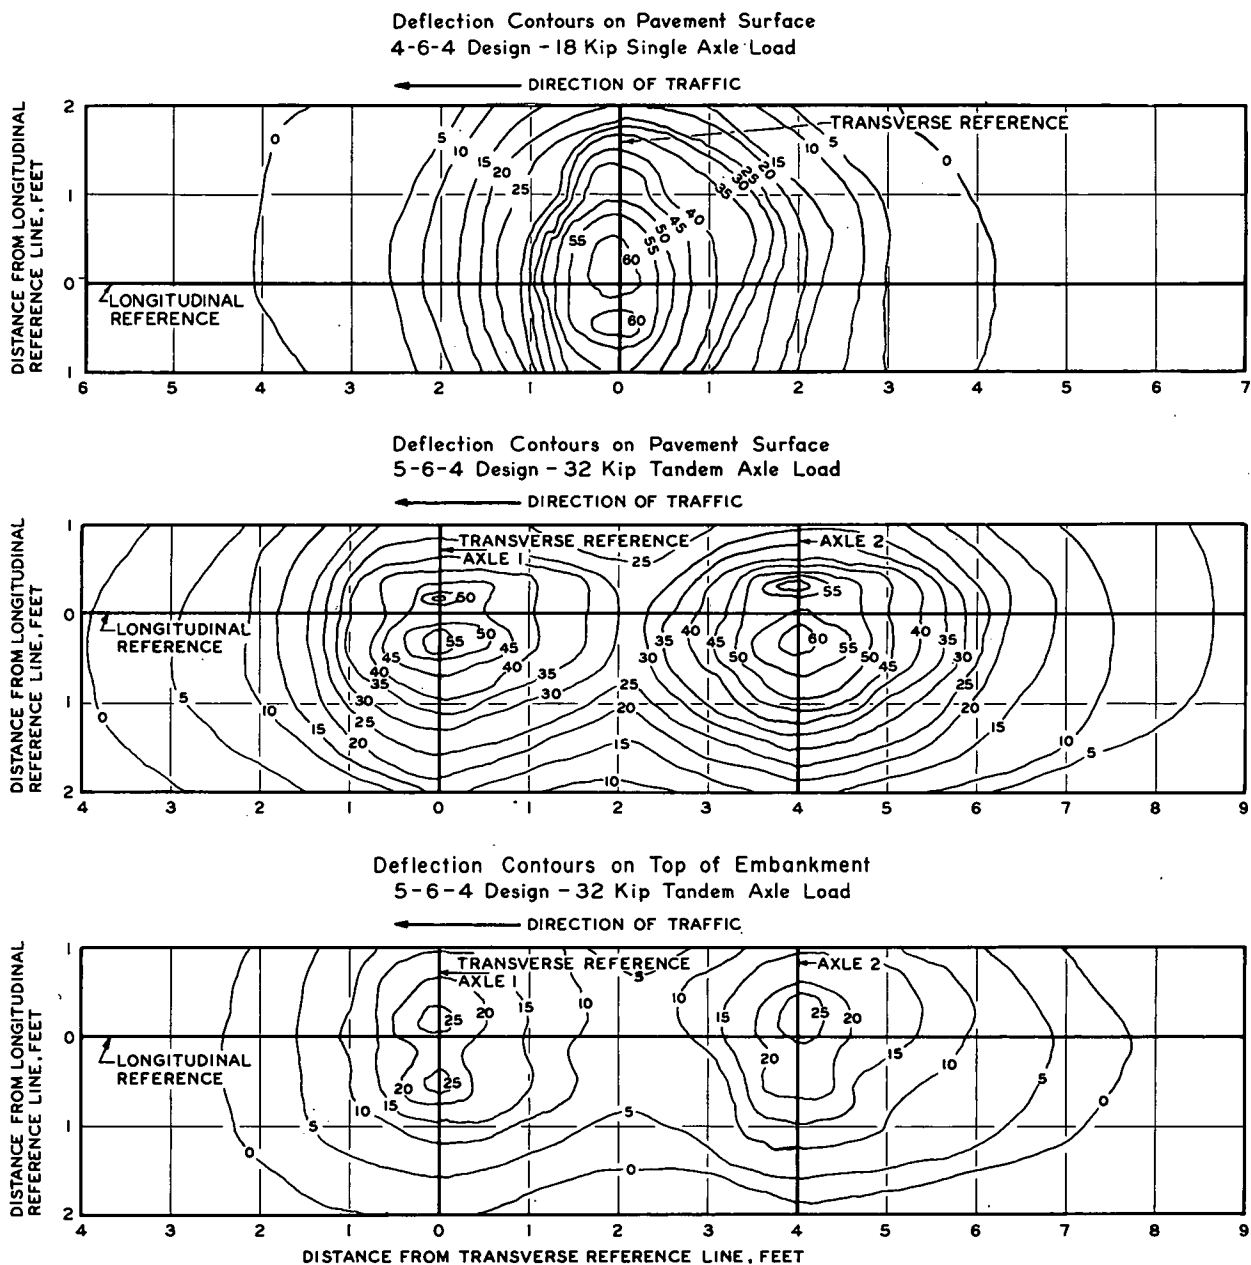 Deflection Contours on Pavement Surface
4-6-4 Design - 18 Kip Single Axle Load
DIRECTION OF TRAFFIC
DISTANCE FROM LONGITUDINAL
REFERENCE LINE, FEET
2
1
0
1
TRANSVERSE REFERENCE
LONGITUDINAL
REFERENCE
0 5 10 15 20 25
55 60 60
55 50 45 40
35 30 25 20 15 10 5 0
6 5 4 3 2 1 0 1 2 3 4 5 6 7
Deflection Contours on Pavement Surface
5-6-4 Design - 32 Kip Tandem Axle Load
DIRECTION OF TRAFFIC
DISTANCE FROM LONGITUDINAL
REFERENCE LINE, FEET
1
0
1
2
TRANSVERSE REFERENCE
AXLE 1
AXLE 2
LONGITUDINAL
REFERENCE
25
50 55
55 50 45 40 35 30
45 40 35 30 25 20 15 10 5 0
25 20 15 10
30 35 40 45 50
60 55 50 45 40 35 30 25 20 15 10 5
4 3 2 1 0 1 2 3 4 5 6 7 8 9
Deflection Contours on Top of Embankment
5-6-4 Design - 32 Kip Tandem Axle Load
DIRECTION OF TRAFFIC
DISTANCE FROM LONGITUDINAL
REFERENCE LINE, FEET
1
0
1
2
TRANSVERSE REFERENCE
AXLE 1
AXLE 2
LONGITUDINAL
REFERENCE
5
25 20 15 10
10 15 25 20
25 20 15 10 5 0
5 0
20 15 10 5 0
4 3 2 1 0 1 2 3 4 5 6 7 8 9
DISTANCE FROM TRANSVERSE REFERENCE LINE, FEET